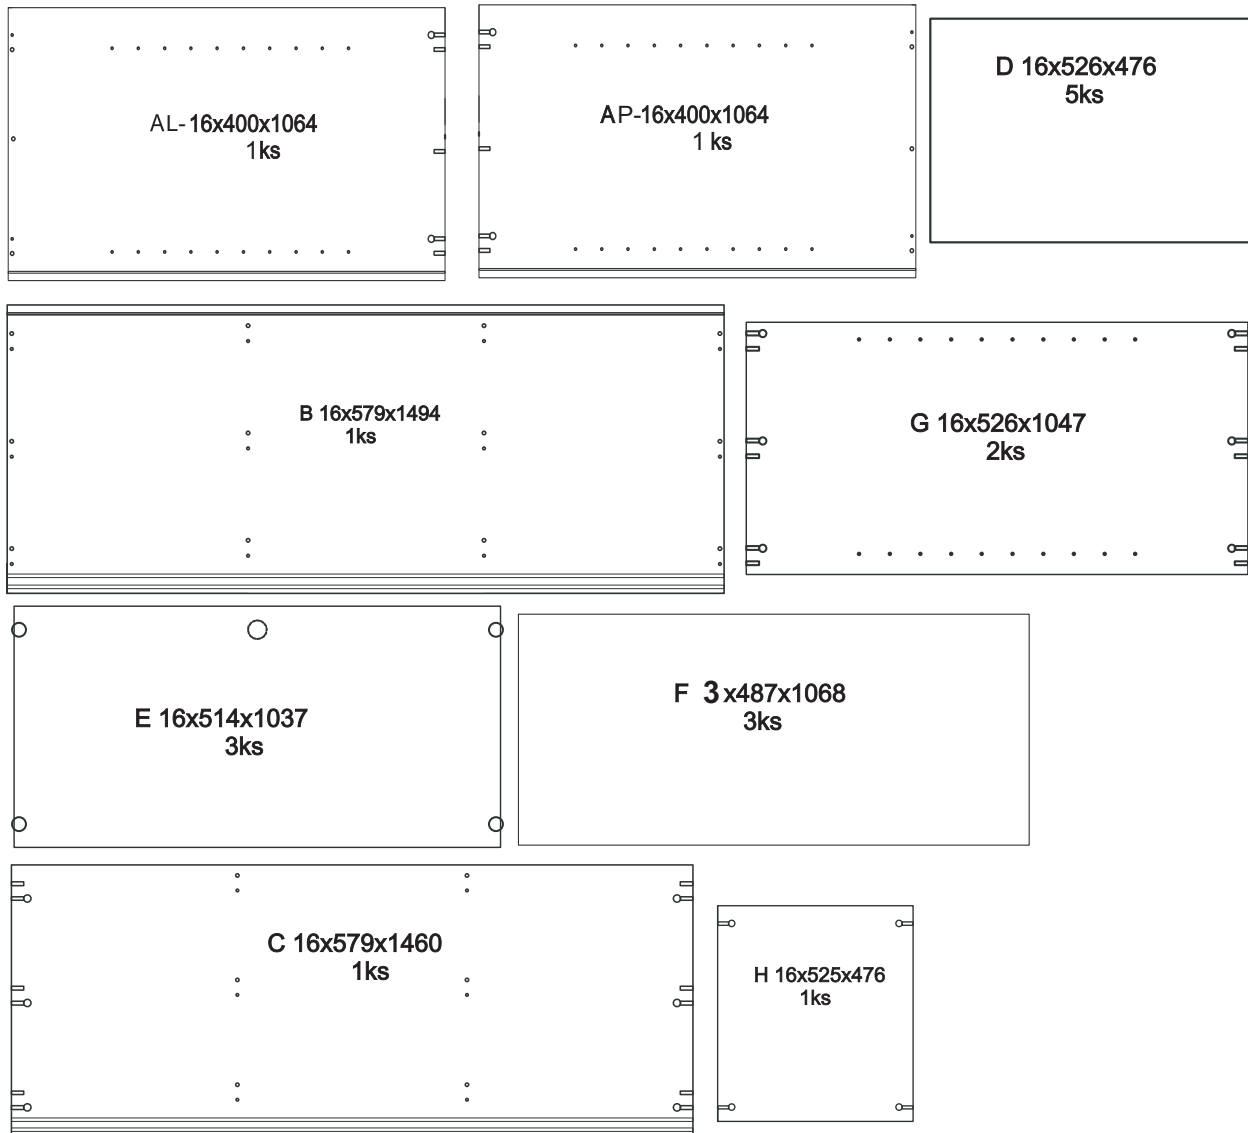 AL- 16x400x1064
1ks
AP-16x400x1064
1 ks
D 16x526x476
5ks
B 16x579x1494
1ks
G 16x526x1047
2ks
E 16x514x1037
3ks
F 3x487x1068
3ks
C 16x579x1460
1ks
H 16x525x476
1ks